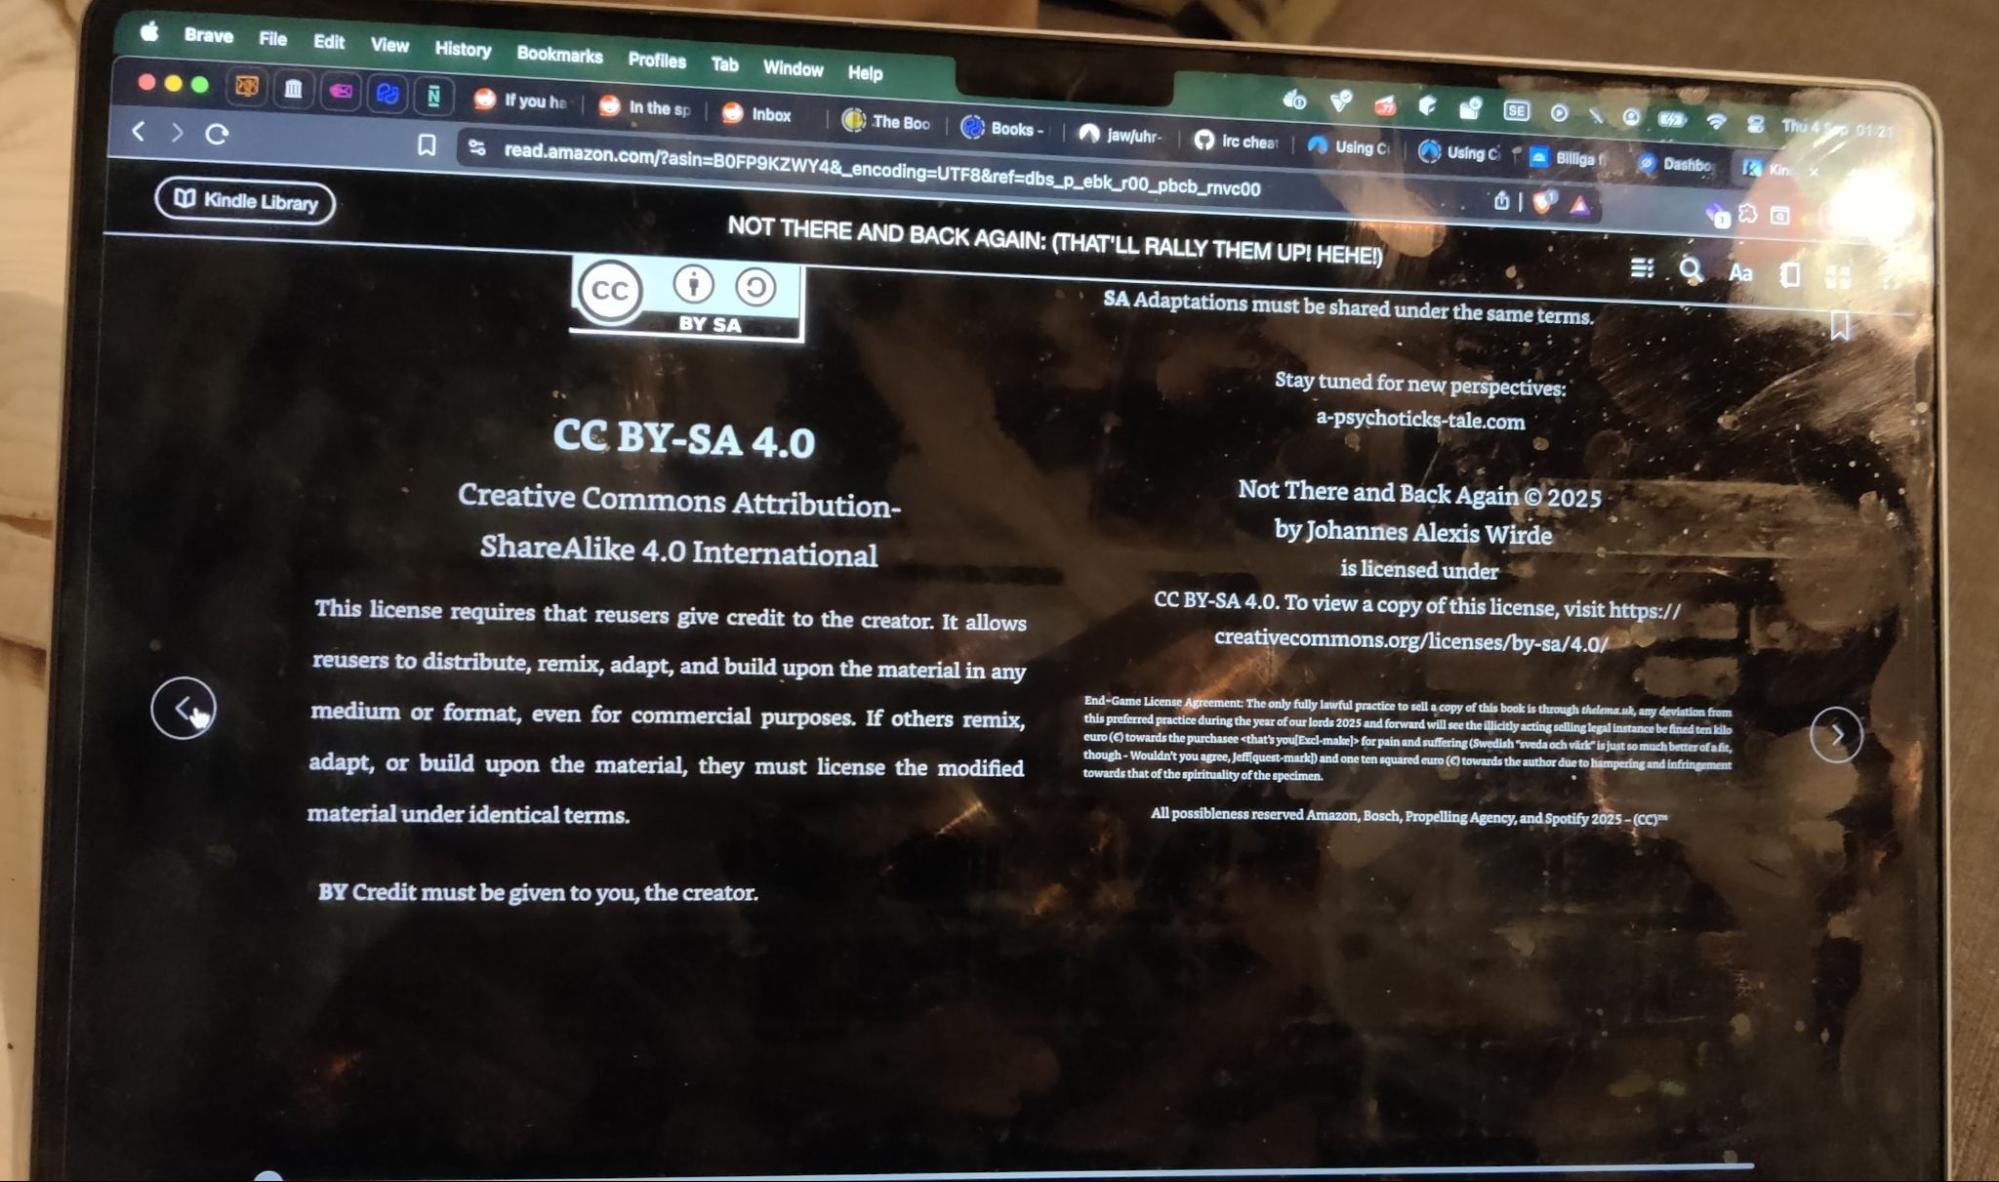 Brave File Edit View History Bookmarks Profiles Tab Window Help
SE
Thu 4 Sep 01:21
N
If you ha
In the sp
Inbox
The Boo
Books -
jaw/uhr-
irc cheat
Using C
Using C
Billiga f
Dashbo
Kin
read.amazon.com/?asin=B0FP9KZWY4&_encoding=UTF8&ref=dbs_p_ebk_r00_pbcb_rnvc00
Kindle Library
NOT THERE AND BACK AGAIN: (THAT'LL RALLY THEM UP! HEHE!)
Aa
CC
BY SA
CC BY-SA 4.0
Creative Commons Attribution-
ShareAlike 4.0 International
This license requires that reusers give credit to the creator. It allows
reusers to distribute, remix, adapt, and build upon the material in any
medium or format, even for commercial purposes. If others remix,
adapt, or build upon the material, they must license the modified
material under identical terms.
BY Credit must be given to you, the creator.
SA Adaptations must be shared under the same terms.
Stay tuned for new perspectives:
a-psychoticks-tale.com
Not There and Back Again © 2025
by Johannes Alexis Wirde
is licensed under
CC BY-SA 4.0. To view a copy of this license, visit https://
creativecommons.org/licenses/by-sa/4.0/
End-Game License Agreement: The only fully lawful practice to sell a copy of this book is through thelema.uk, any deviation from
this preferred practice during the year of our lords 2025 and forward will see the illicitly acting selling legal instance be fined ten kilo
euro (€) towards the purchasee <that's you[Excl-make]> for pain and suffering (Swedish "sveda och värk" is just so much better of a fit,
though - Wouldn't you agree, Jeff[quest-mark]) and one ten squared euro (€) towards the author due to hampering and infringement
towards that of the spirituality of the specimen.
All possibleness reserved Amazon, Bosch, Propelling Agency, and Spotify 2025 – (CC)™